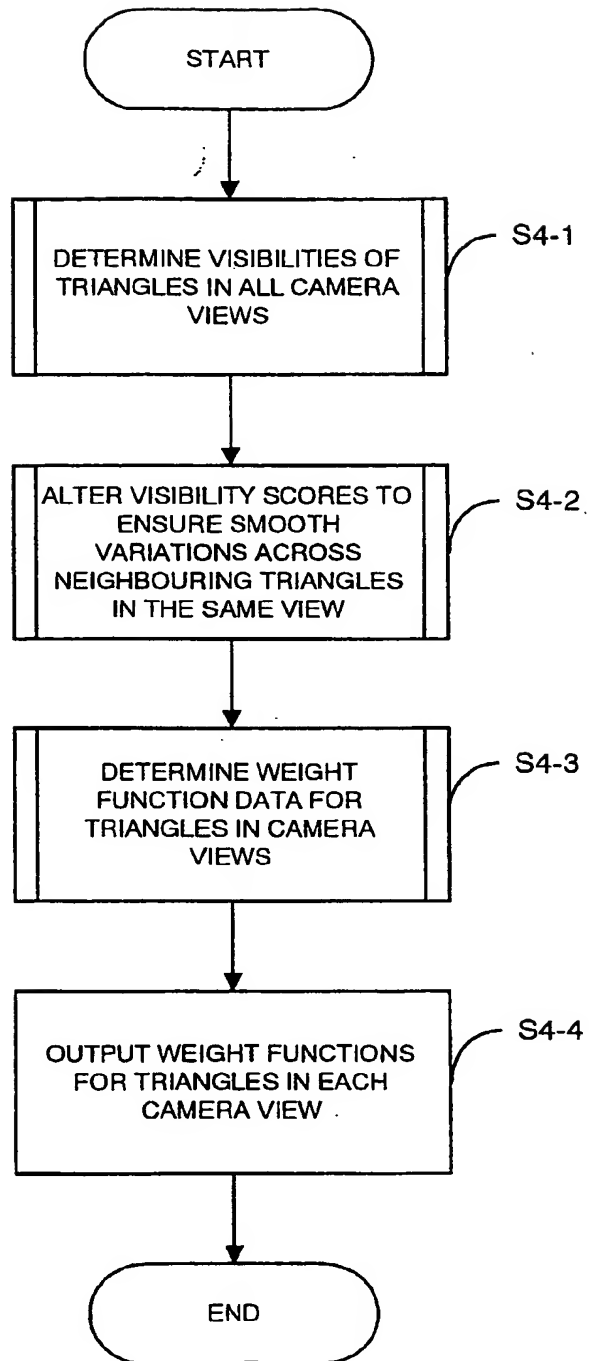 START
DETERMINE VISIBILITIES OF
TRIANGLES IN ALL CAMERA
VIEWS
S4-1
ALTER VISIBILITY SCORES TO
ENSURE SMOOTH
VARIATIONS ACROSS
NEIGHBOURING TRIANGLES
IN THE SAME VIEW
S4-2
DETERMINE WEIGHT
FUNCTION DATA FOR
TRIANGLES IN CAMERA
VIEWS
S4-3
OUTPUT WEIGHT FUNCTIONS
FOR TRIANGLES IN EACH
CAMERA VIEW
S4-4
END